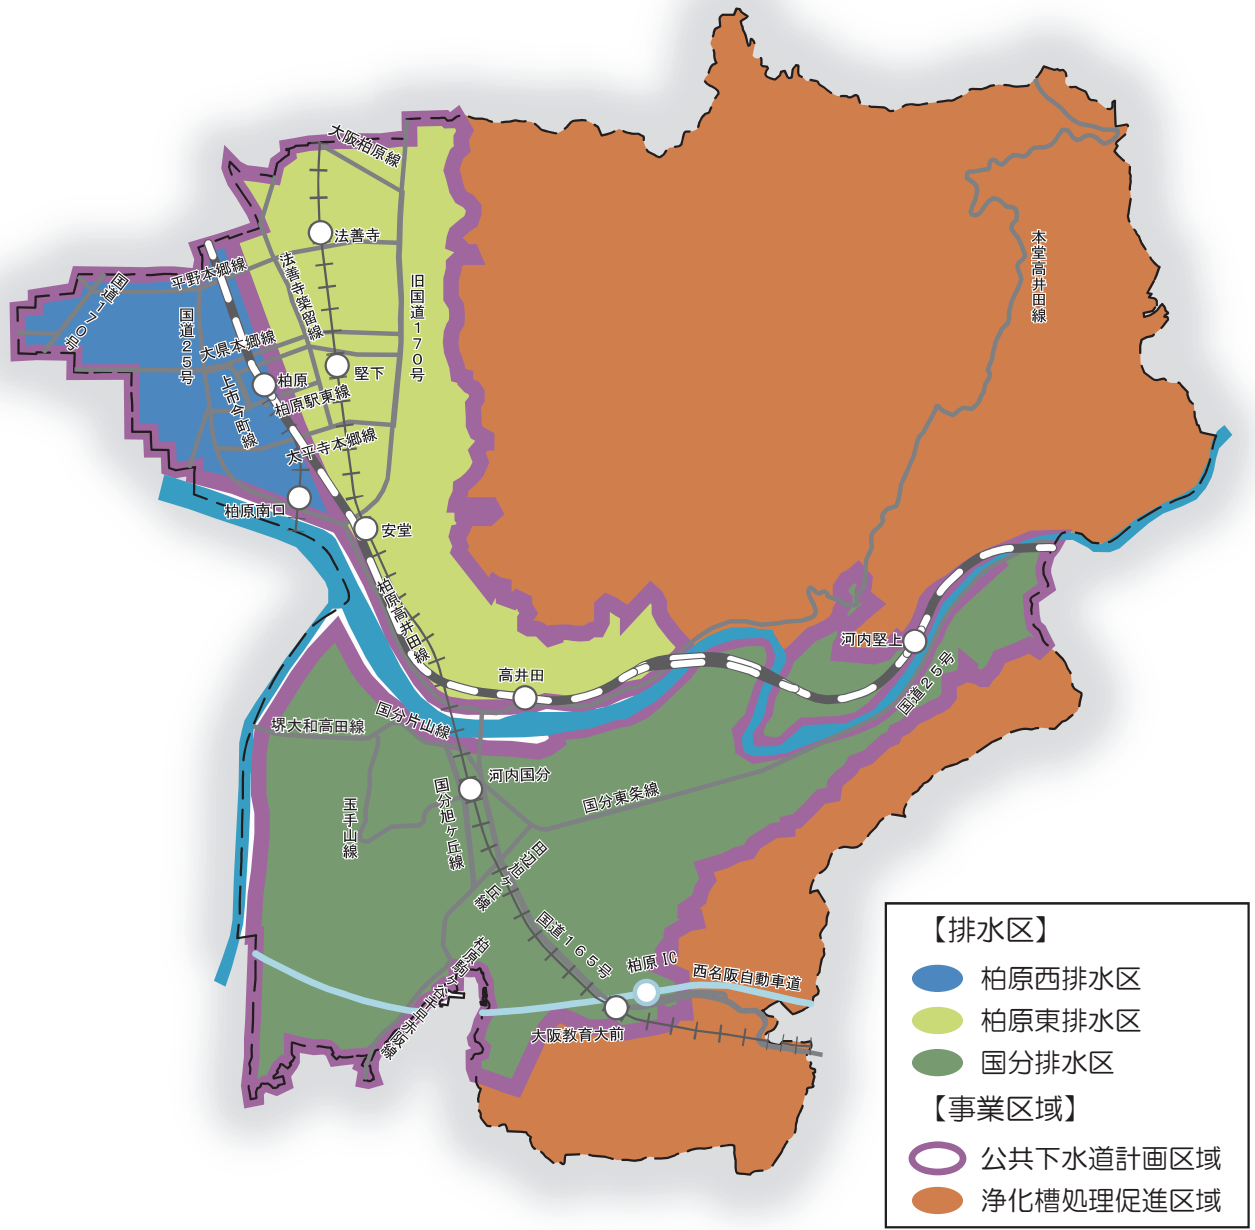 大阪柏原線
法善寺
平野本郷線
国道170号
法善寺築留線
旧国道170号
国道25号
大県本郷線
堅下
柏原
柏原駅東線
上市今町線
太平寺本郷線
柏原南口
安堂
柏原高井田線
高井田
本堂高井田線
河内堅上
国道25号
堺大和高田線
国分片山線
河内国分
国分東条線
玉手山線
国分旭ヶ丘線
田辺旭ヶ丘線
国道165号
柏原IC
西名阪自動車道
大阪教育大前
【排水区】
柏原西排水区
柏原東排水区
国分排水区
【事業区域】
公共下水道計画区域
浄化槽処理促進区域